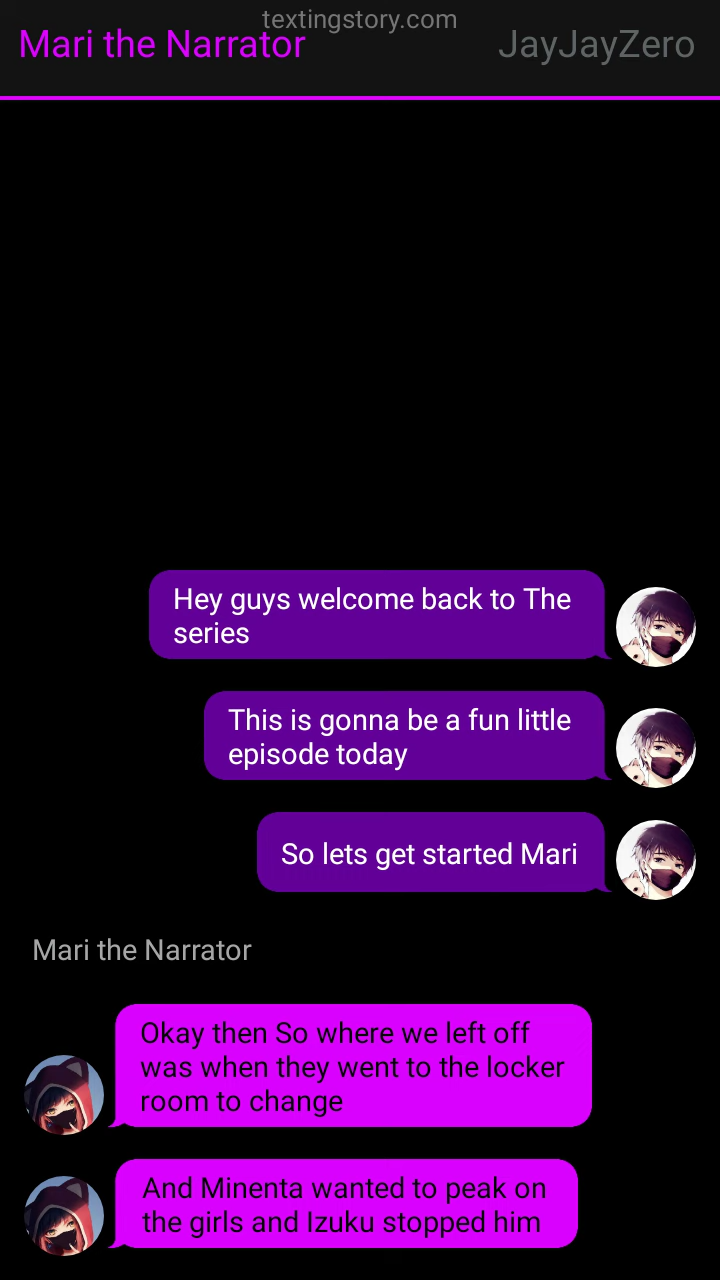 textingstory.com
Mari the Narrator
JayJayZero
Hey guys welcome back to The
series
This is gonna be a fun little
episode today
So lets get started Mari
Mari the Narrator
Okay then So where we left off
was when they went to the locker
room to change
And Minenta wanted to peak on
the girls and Izuku stopped him